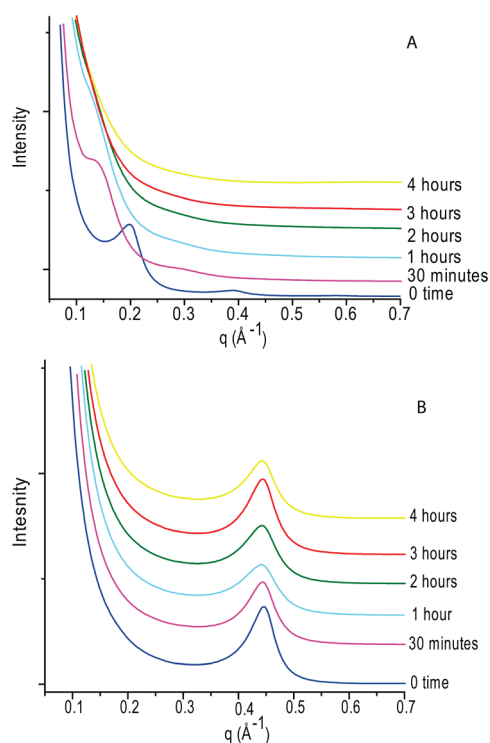 A
Intensity
4 hours
3 hours
2 hours
1 hours
30 minutes
0 time
0.1 0.2 0.3 0.4 0.5 0.6 0.7
q (Å-1)
B
Intesnity
4 hours
3 hours
2 hours
1 hour
30 minutes
0 time
0.1 0.2 0.3 0.4 0.5 0.6 0.7
q (Å-1)